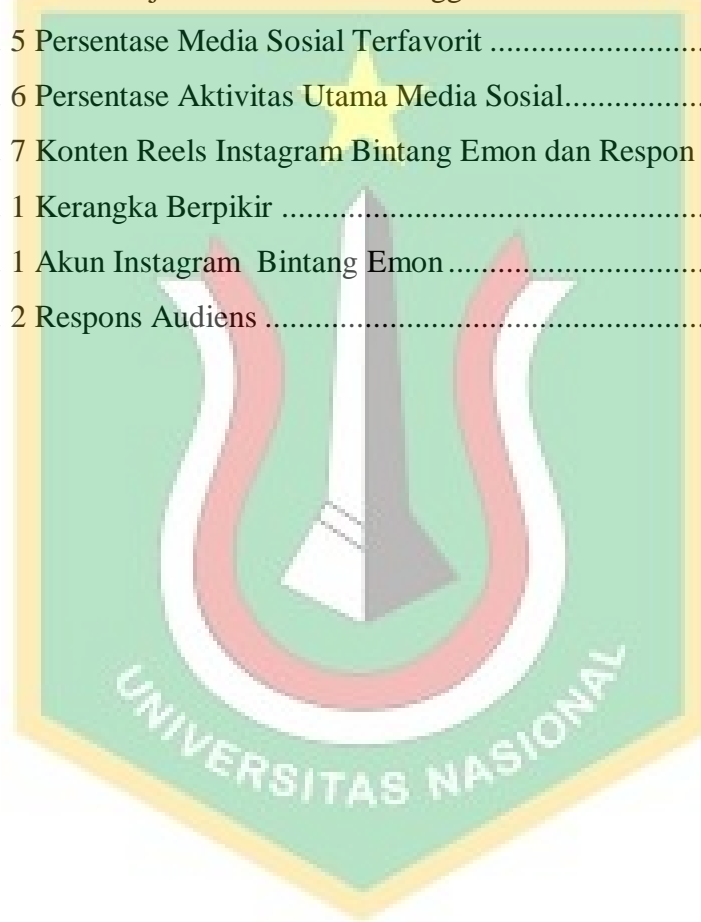 5 Persentase Media Sosial Terfavorit ...........................
6 Persentase Aktivitas Utama Media Sosial...................
7 Konten Reels Instagram Bintang Emon dan Respon
1 Kerangka Berpikir .....................................................
1 Akun Instagram  Bintang Emon ................................
2 Respons Audiens .......................................................
UNIVERSITAS NASIONAL